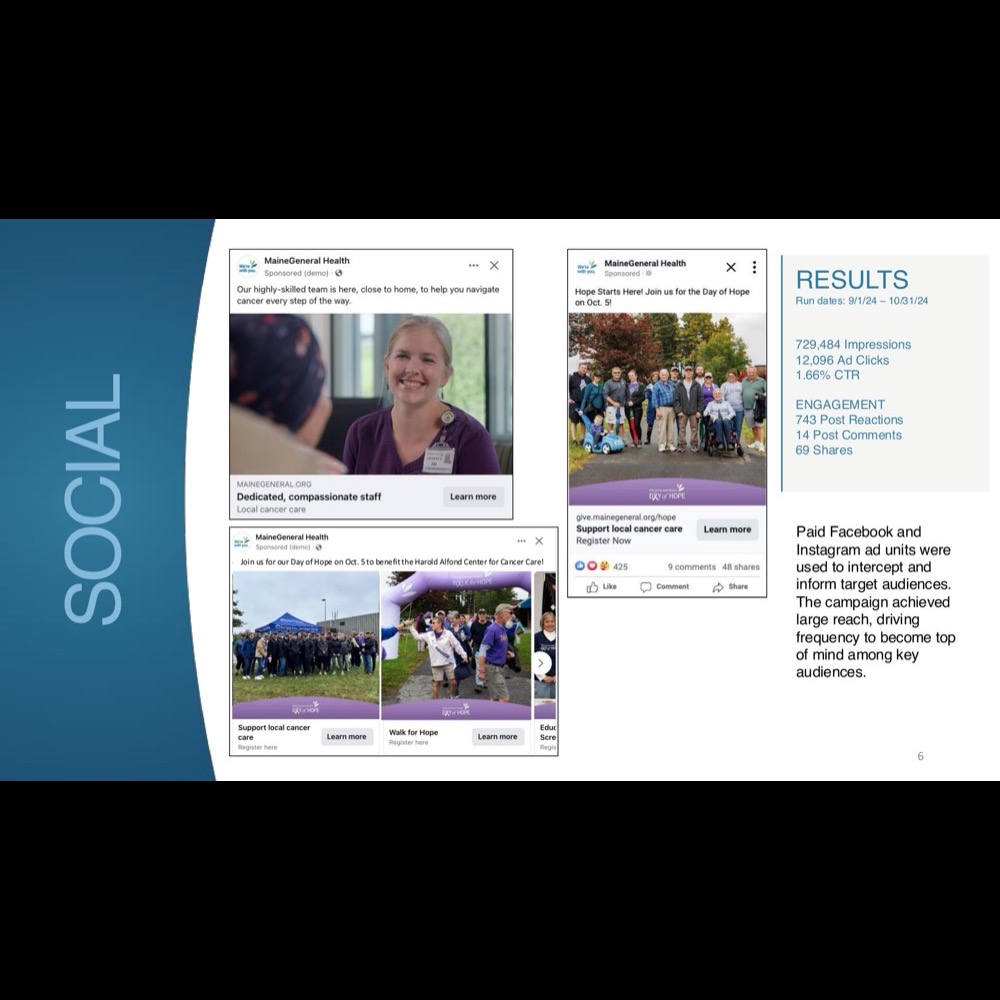 SOCIAL
We're with you.
MaineGeneral Health
Sponsored (demo) ·
Our highly-skilled team is here, close to home, to help you navigate
cancer every step of the way.
MAINEGENERAL.ORG
Dedicated, compassionate staff
Local cancer care
Learn more
MaineGeneral Health
Sponsored (demo) ·
Join us for our Day of Hope on Oct. 5 to benefit the Harold Alfond Center for Cancer Care!
DAY of HOPE
Support local cancer
care
Register here
Learn more
DAY of HOPE
Walk for Hope
Register here
Learn more
Educ
Scre
Regis
We're with you.
MaineGeneral Health
Sponsored ·
Hope Starts Here! Join us for the Day of Hope
on Oct. 5!
DAY of HOPE
give.mainegeneral.org/hope
Support local cancer care
Register Now
Learn more
425
9 comments 48 shares
Like Comment Share
RESULTS
Run dates: 9/1/24 – 10/31/24
729,484 Impressions
12,096 Ad Clicks
1.66% CTR
ENGAGEMENT
743 Post Reactions
14 Post Comments
69 Shares
Paid Facebook and
Instagram ad units were
used to intercept and
inform target audiences.
The campaign achieved
large reach, driving
frequency to become top
of mind among key
audiences.
6